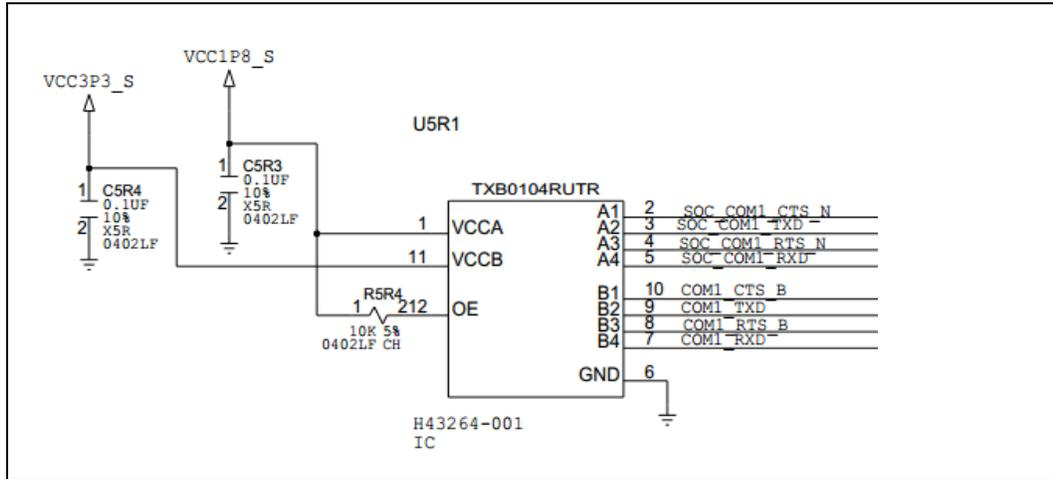 VCC1P8_S
VCC3P3_S
U5R1
1 C5R3
0.1UF
10%
X5R
2 0402LF
1 C5R4
0.1UF
10%
X5R
2 0402LF
TXB0104RUTR
1 VCCA
11 VCCB
1 R5R4 2 12 OE
10K 5%
0402LF CH
A1 2 SOC_COM1_CTS_N
A2 3 SOC_COM1_TXD
A3 4 SOC_COM1_RTS_N
A4 5 SOC_COM1_RXD
B1 10 COM1_CTS_B
B2 9 COM1_TXD
B3 8 COM1_RTS_B
B4 7 COM1_RXD
GND 6
H43264-001
IC